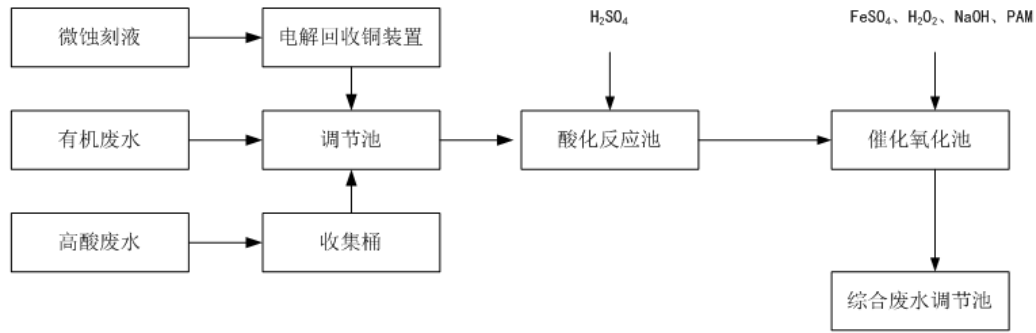 H₂SO₄
FeSO₄、H₂O₂、NaOH、PAM
微蚀刻液
电解回收铜装置
有机废水
调节池
酸化反应池
催化氧化池
高酸废水
收集桶
综合废水调节池